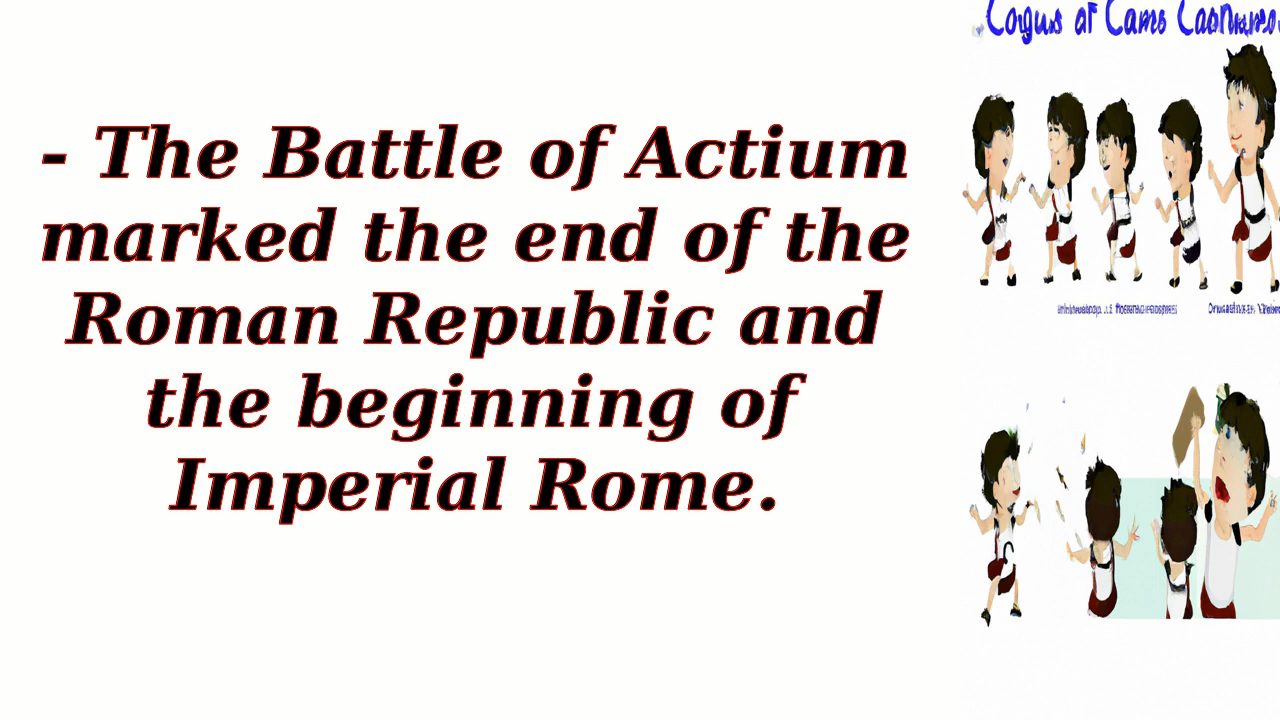 - The Battle of Actium
marked the end of the
Roman Republic and
the beginning of
Imperial Rome.